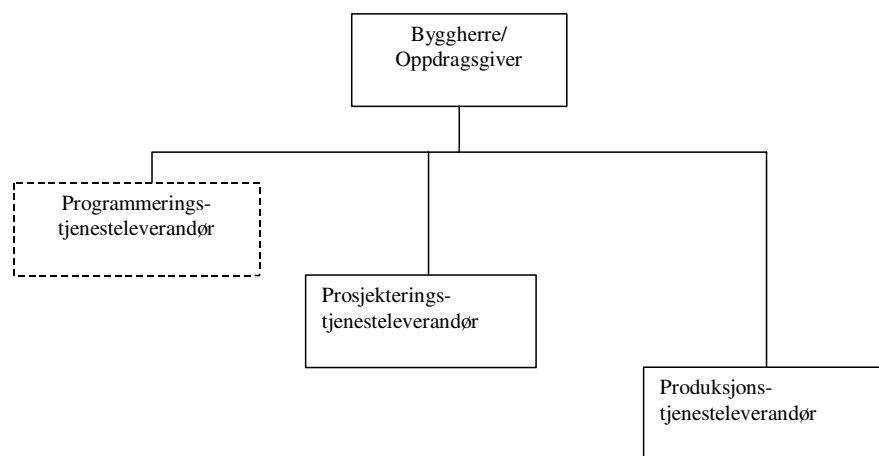 Byggherre/
Oppdragsgiver
Programmerings-
tjenesteleverandør
Prosjekterings-
tjenesteleverandør
Produksjons-
tjenesteleverandør